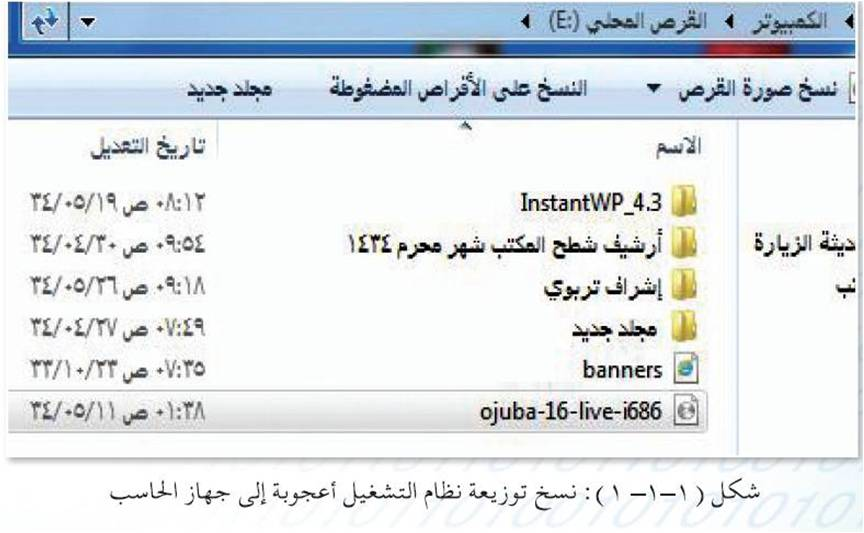 الكمبيوتر القرص المحلي (E:)
نسخ صورة القرص النسخ على الأقراص المضغوطة مجلد جديد
الاسم تاريخ التعديل
InstantWP_4.3 ٠٨:١٢ ص ٣٤/٠٥/١٩
أرشيف شطح المكتب شهر محرم ١٤٣٤ ٠٩:٥٤ ص ٣٤/٠٤/٣٠
إشراف تربوي ٠٩:١٨ ص ٣٤/٠٥/٢٦
مجلد جديد ٠٧:٤٩ ص ٣٤/٠٤/٢٧
banners ٠٧:٣٥ ص ٣٣/١٠/٢٣
ojuba-16-live-i686 ٠١:٣٨ ص ٣٤/٠٥/١١
ديثة الزيارة
شكل (١-١- ١): نسخ توزيعة نظام التشغيل أعجوبة إلى جهاز الحاسب